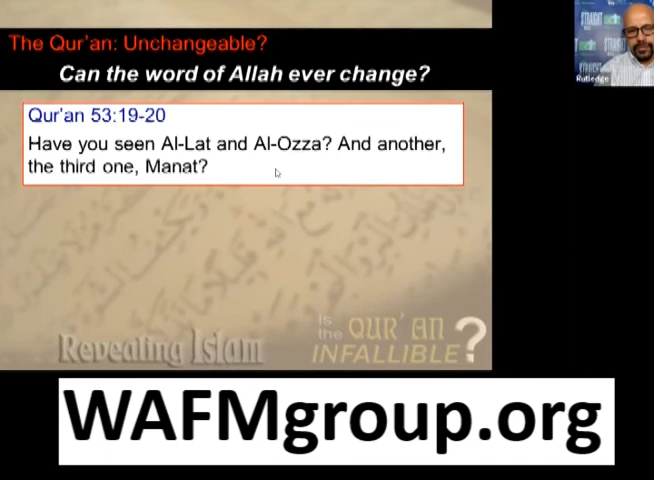 The Qur'an: Unchangeable?
Can the word of Allah ever change?
Qur'an 53:19-20
Have you seen Al-Lat and Al-Ozza? And another,
the third one, Manat?
Revealing Islam
Is
the QUR'AN
INFALLIBLE?
WAFMgroup.org
STRAIGHT
Rutledge